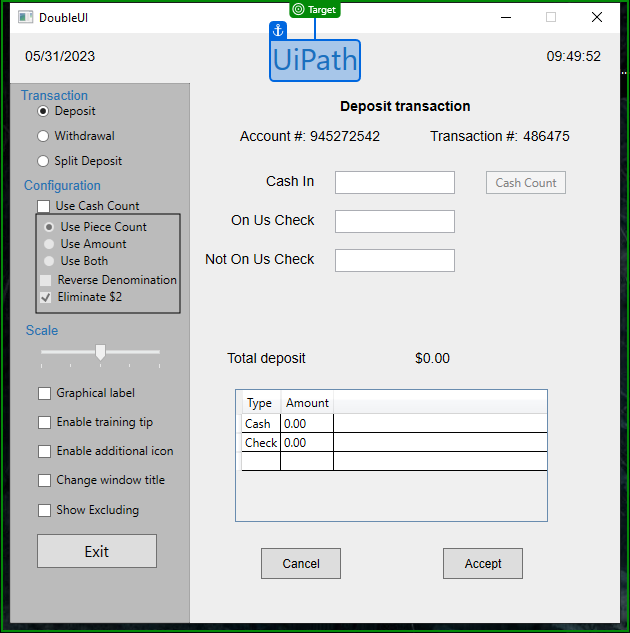 Target
DoubleUI
05/31/2023
UiPath
09:49:52
Transaction
Deposit
Withdrawal
Split Deposit
Configuration
Use Cash Count
Use Piece Count
Use Amount
Use Both
Reverse Denomination
Eliminate $2
Scale
Graphical label
Enable training tip
Enable additional icon
Change window title
Show Excluding
Exit
Deposit transaction
Account #: 945272542 Transaction #: 486475
Cash In
Cash Count
On Us Check
Not On Us Check
Total deposit $0.00
Type Amount
Cash 0.00
Check 0.00
Cancel Accept